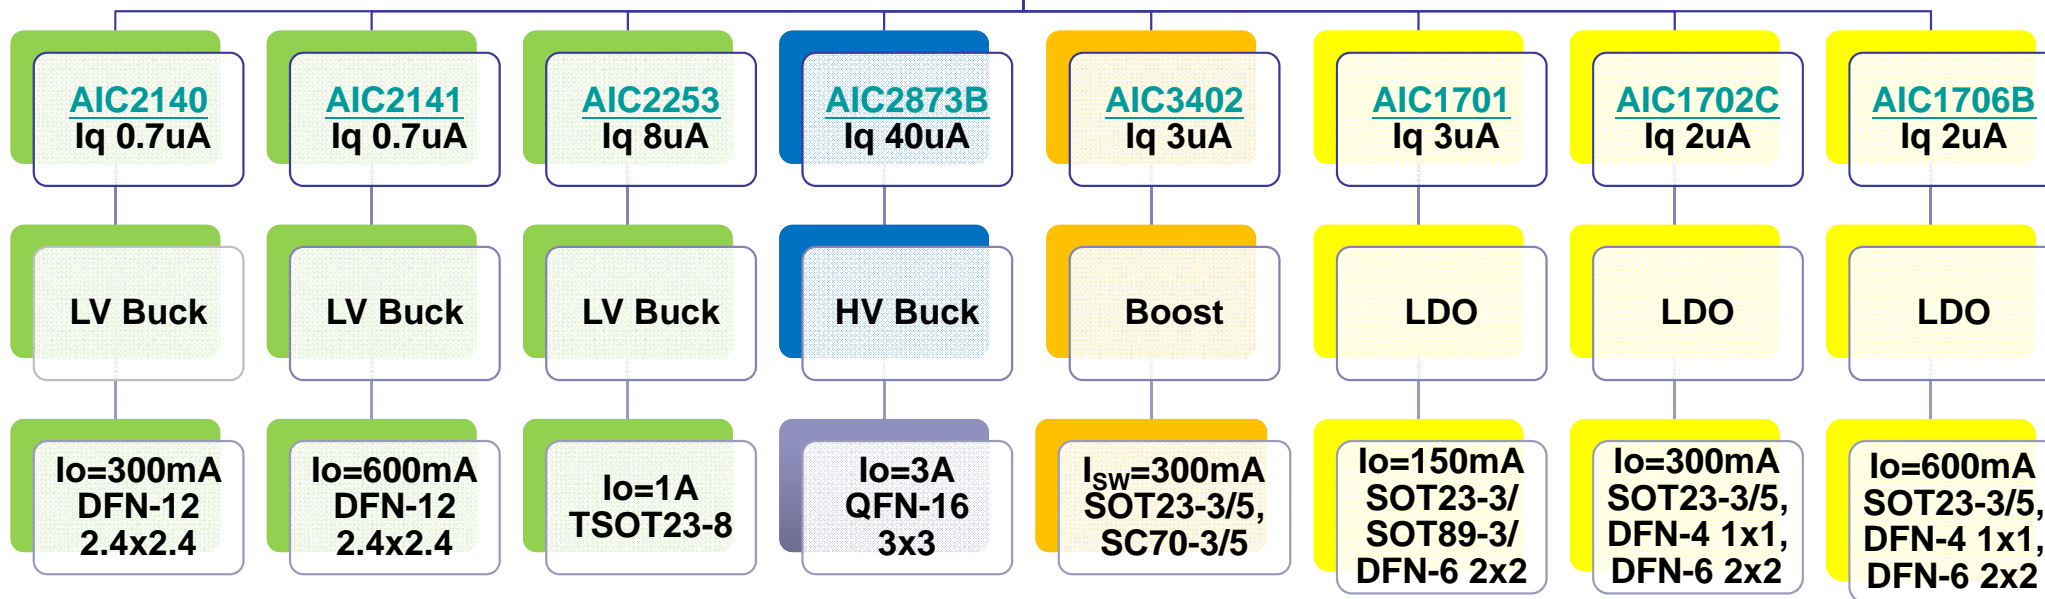 AIC2140
Iq 0.7uA
AIC2141
Iq 0.7uA
AIC2253
Iq 8uA
AIC2873B
Iq 40uA
AIC3402
Iq 3uA
AIC1701
Iq 3uA
AIC1702C
Iq 2uA
AIC1706B
Iq 2uA
LV Buck
LV Buck
LV Buck
HV Buck
Boost
LDO
LDO
LDO
Io=300mA
DFN-12
2.4x2.4
Io=600mA
DFN-12
2.4x2.4
Io=1A
TSOT23-8
Io=3A
QFN-16
3x3
ISW=300mA
SOT23-3/5,
SC70-3/5
Io=150mA
SOT23-3/
SOT89-3/
DFN-6 2x2
Io=300mA
SOT23-3/5,
DFN-4 1x1,
DFN-6 2x2
Io=600mA
SOT23-3/5,
DFN-4 1x1,
DFN-6 2x2